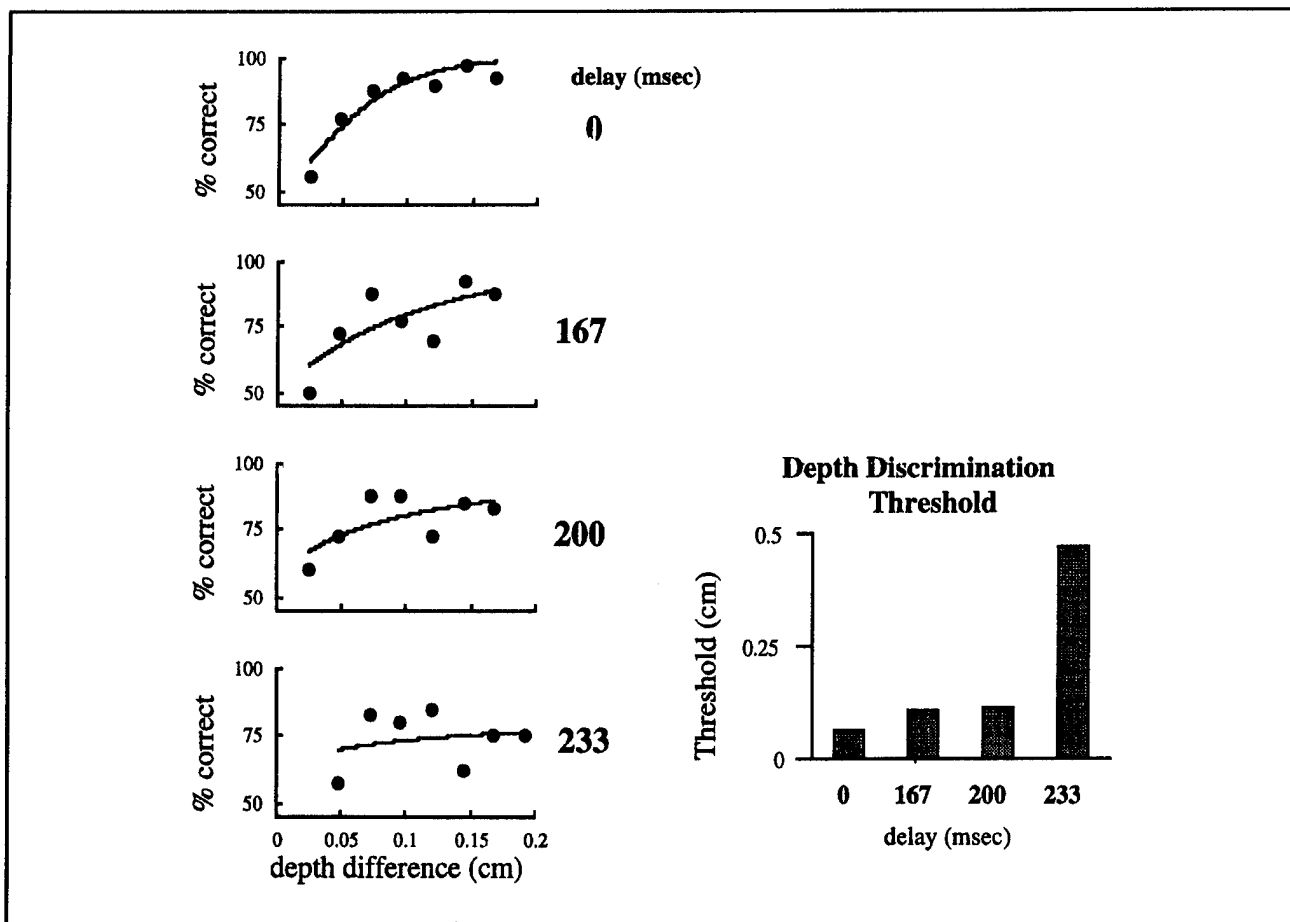 100
75
50
% correct
delay (msec)
0
100
75
50
% correct
167
100
75
50
% correct
200
100
75
50
% correct
233
0 0.05 0.1 0.15 0.2
depth difference (cm)
Depth Discrimination
Threshold
0.5
0.25
0
Threshold (cm)
0 167 200 233
delay (msec)